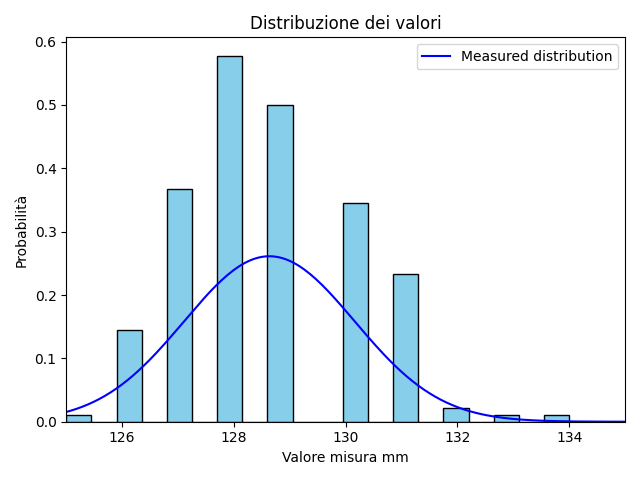 Distribuzione dei valori
Measured distribution
Probabilità
0.6
0.5
0.4
0.3
0.2
0.1
0.0
126 128 130 132 134
Valore misura mm